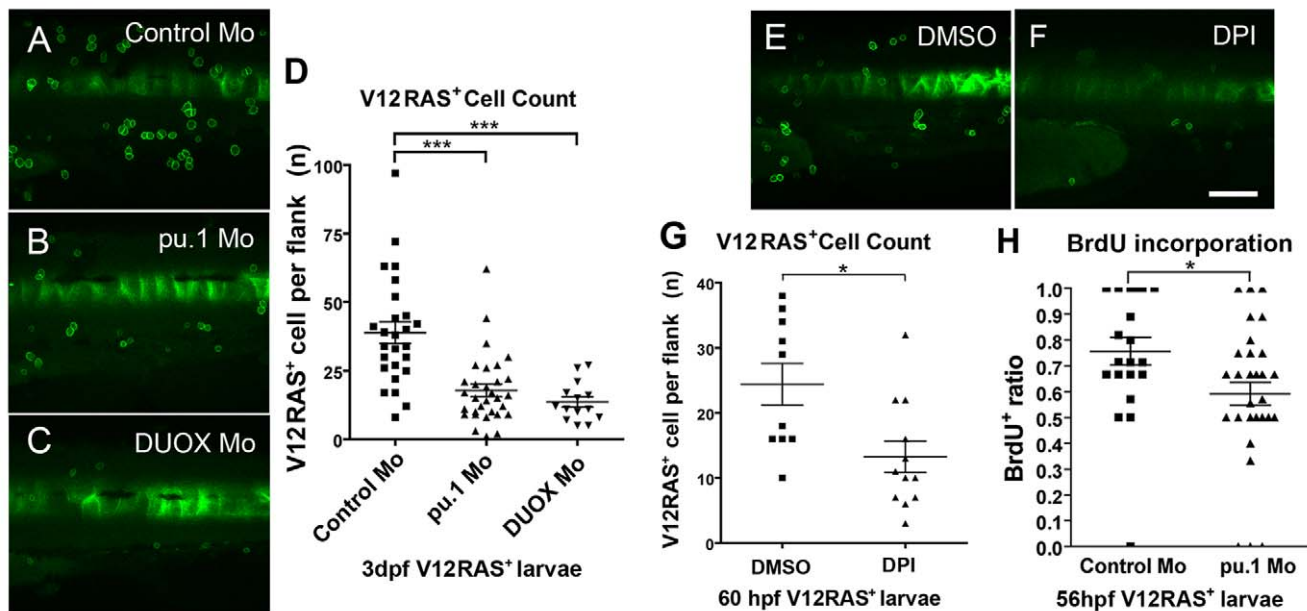 A
Control Mo
B
pu.1 Mo
C
DUOX Mo
D
V12RAS⁺Cell Count
***
***
V12RAS⁺ cell per flank (n)
100
75
50
25
0
Control Mo
pu.1 Mo
DUOX Mo
3dpf V12RAS⁺ larvae
E
DMSO
F
DPI
G
V12RAS⁺Cell Count
*
V12RAS⁺ cell per flank (n)
40
30
20
10
0
DMSO
DPI
60 hpf V12RAS⁺ larvae
H
BrdU incorporation
*
BrdU⁺ ratio
1.0
0.9
0.8
0.7
0.6
0.5
0.4
0.3
0.2
0.1
0.0
Control Mo
pu.1 Mo
56hpf V12RAS⁺ larvae